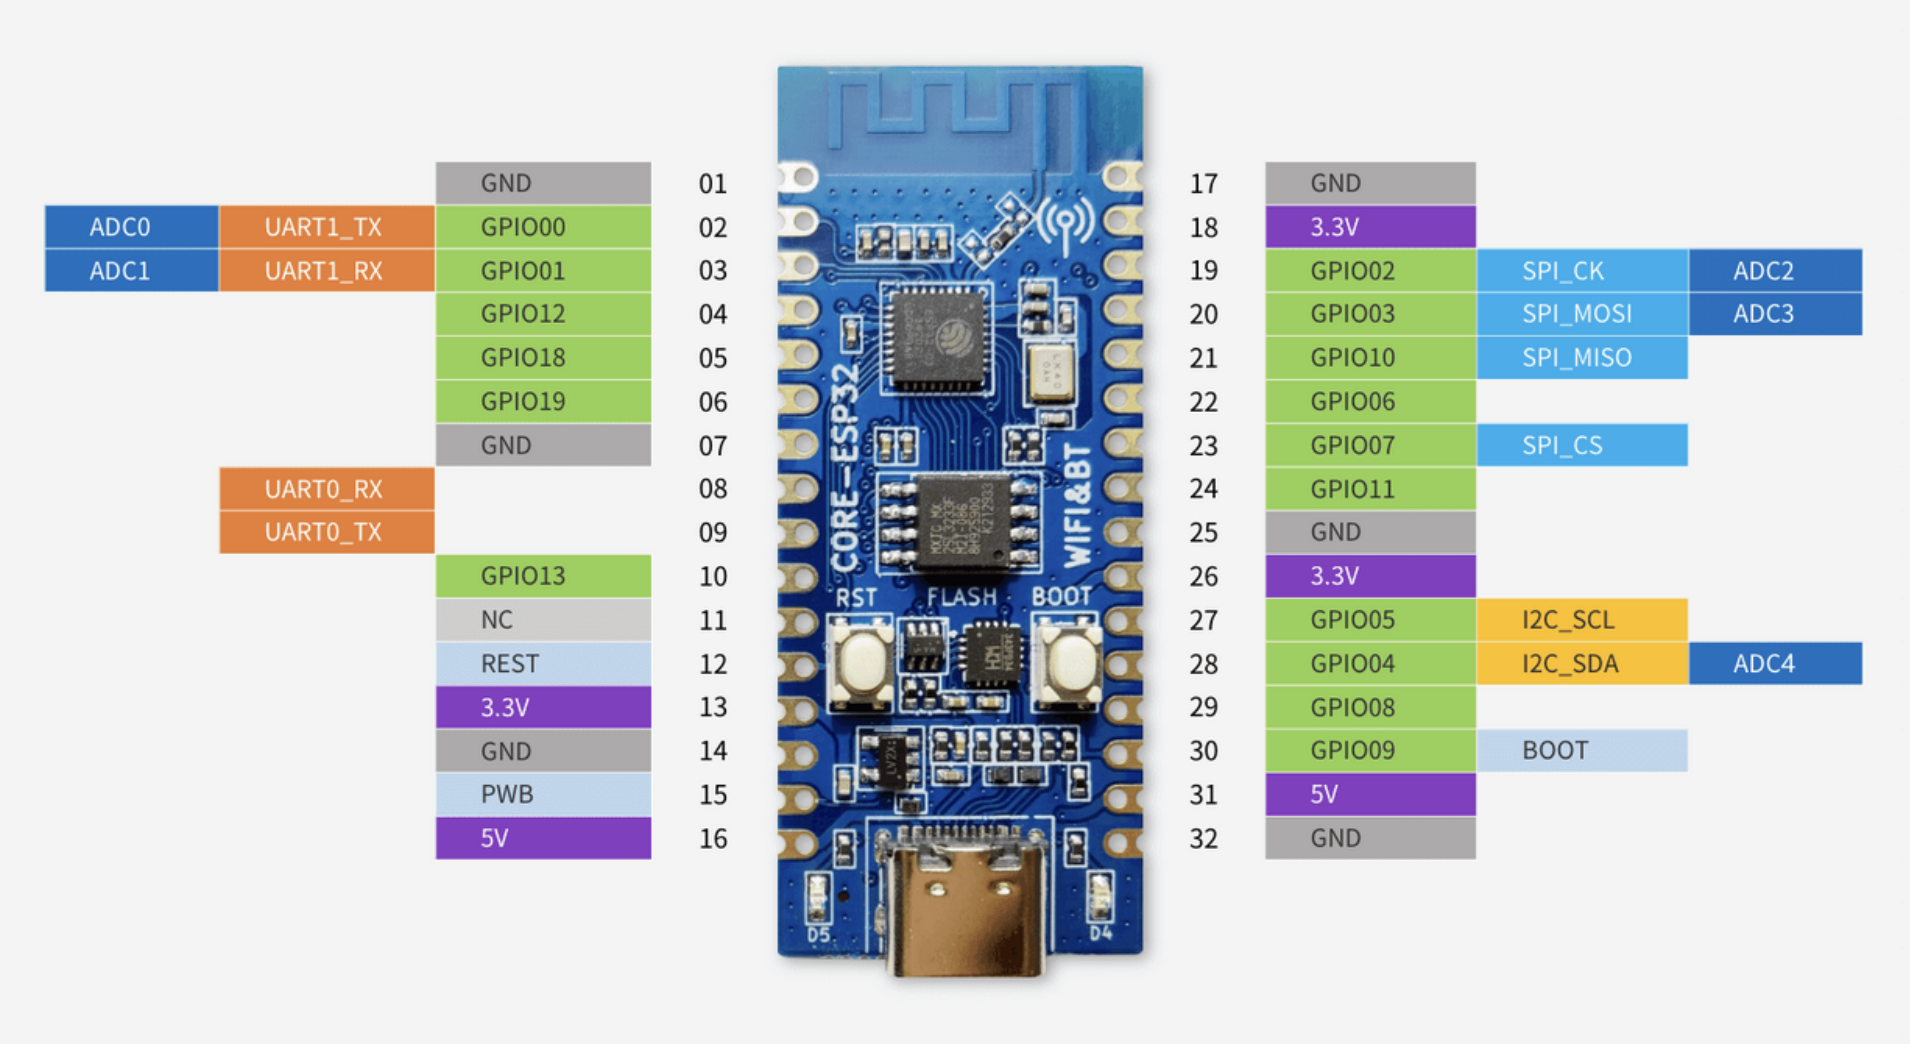 GND 01
ADC0 UART1_TX GPIO00 02
ADC1 UART1_RX GPIO01 03
GPIO12 04
GPIO18 05
GPIO19 06
GND 07
UART0_RX 08
UART0_TX 09
GPIO13 10
NC 11
REST 12
3.3V 13
GND 14
PWB 15
5V 16
CORE-ESP32
WIFI&BT
MXIC MX
K212933
RST FLASH BOOT
D5 D4
17 GND
18 3.3V
19 GPIO02 SPI_CK ADC2
20 GPIO03 SPI_MOSI ADC3
21 GPIO10 SPI_MISO
22 GPIO06
23 GPIO07 SPI_CS
24 GPIO11
25 GND
26 3.3V
27 GPIO05 I2C_SCL
28 GPIO04 I2C_SDA ADC4
29 GPIO08
30 GPIO09 BOOT
31 5V
32 GND